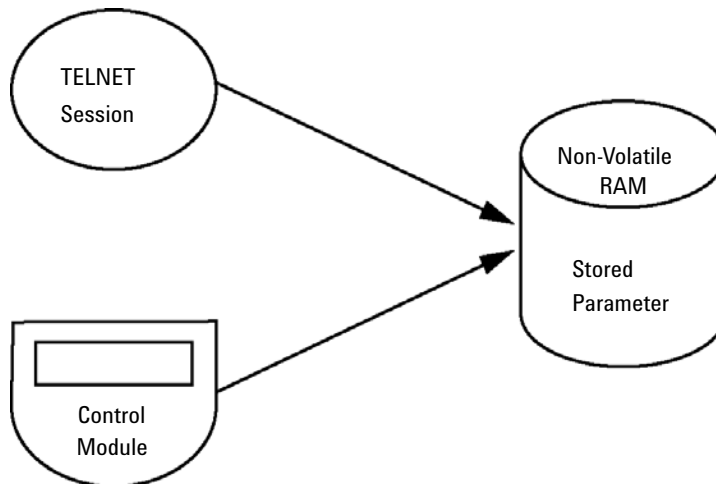 TELNET
Session
Non-Volatile
RAM
Stored
Parameter
Control
Module